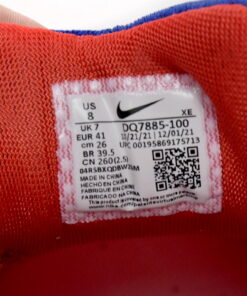 US
8
XE
UK 7
DQ7885-100
EUR 41
10/21/21 12/01/21
cm 26
UPC 00195869175713
BR 39.5
CN 260(2.5)
MADE IN CHINA
HECHO EN CHINA
FABRIQUÉ EN CHINE
FABRICADO NA CHINA